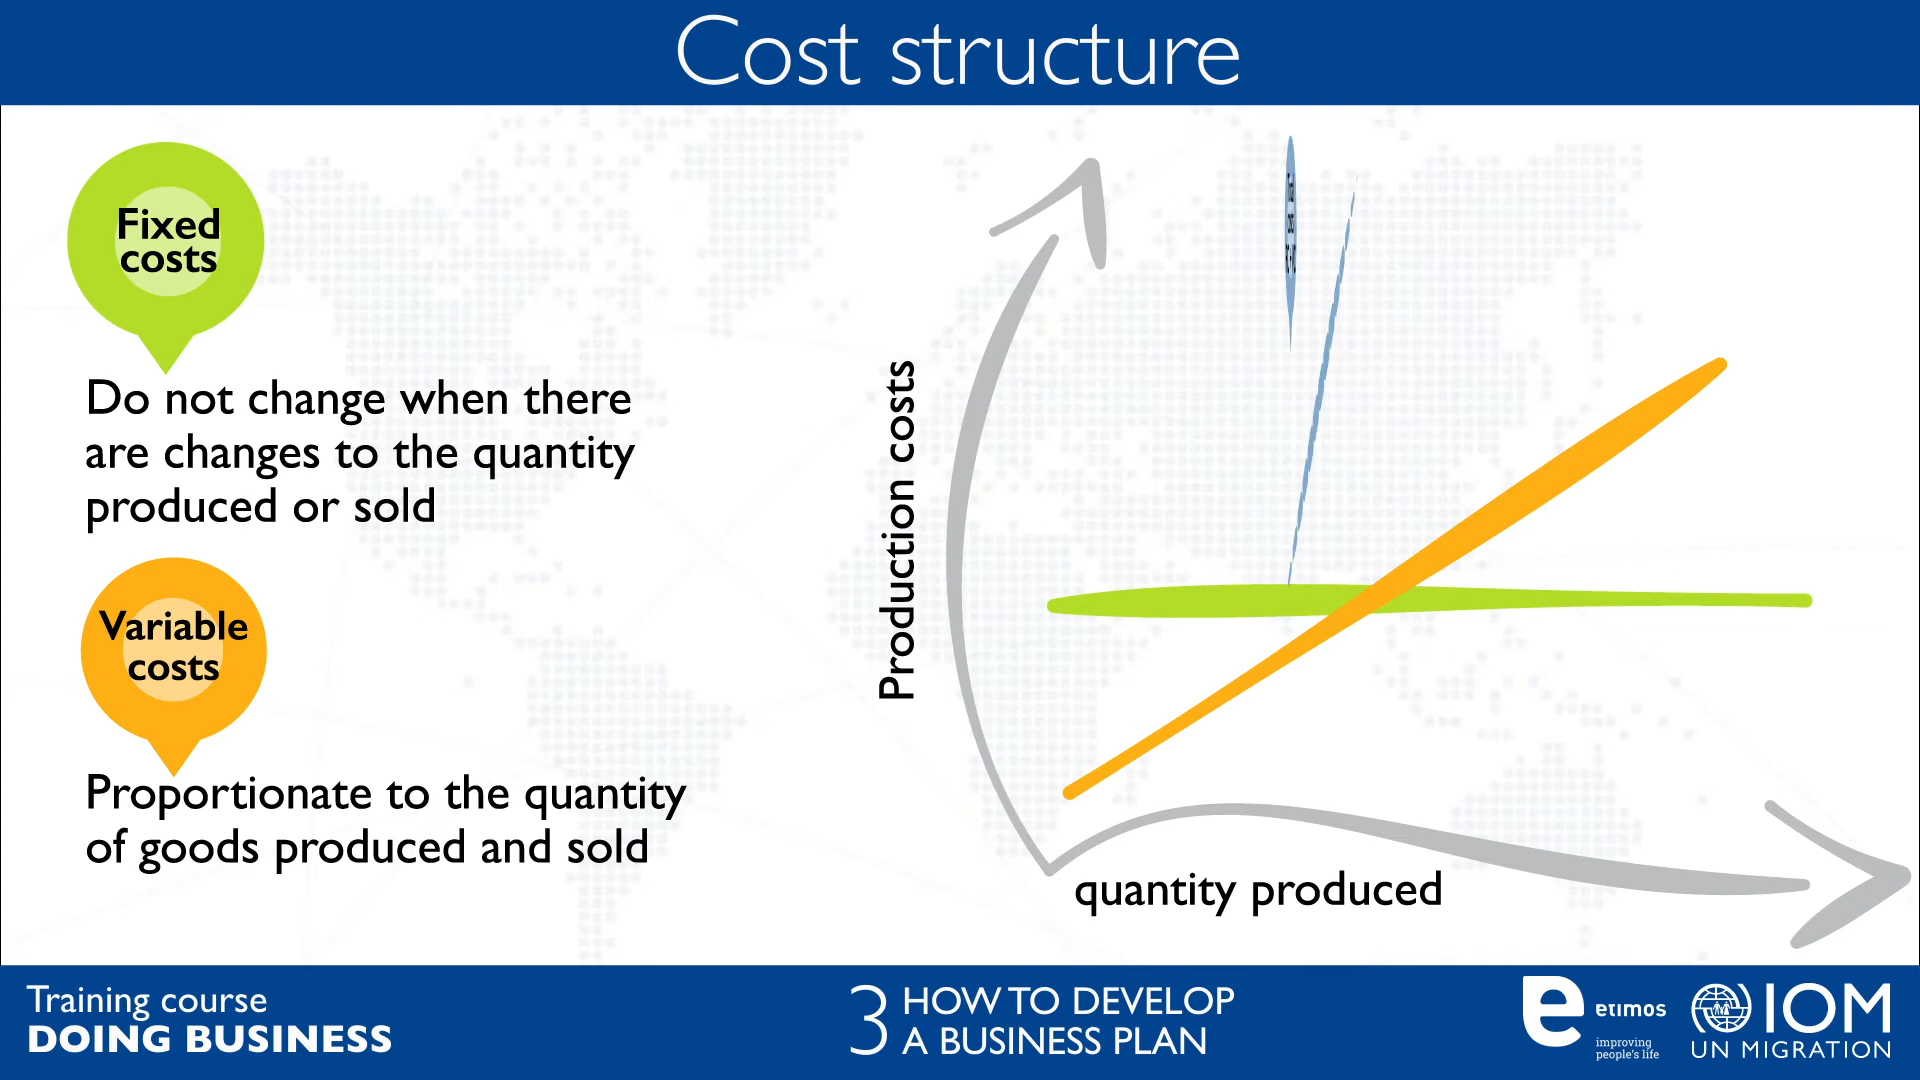 Cost structure
Fixed
costs
Do not change when there
are changes to the quantity
produced or sold
Variable
costs
Proportionate to the quantity
of goods produced and sold
Production costs
quantity produced
Training course
DOING BUSINESS
3 HOW TO DEVELOP
A BUSINESS PLAN
e etimos
improving
people's life
IOM
UN MIGRATION